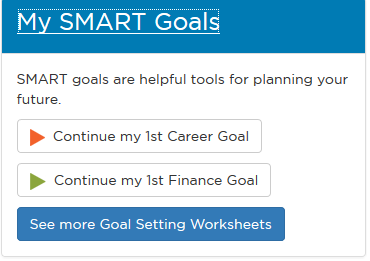 My SMART Goals
SMART goals are helpful tools for planning your
future.
Continue my 1st Career Goal
Continue my 1st Finance Goal
See more Goal Setting Worksheets